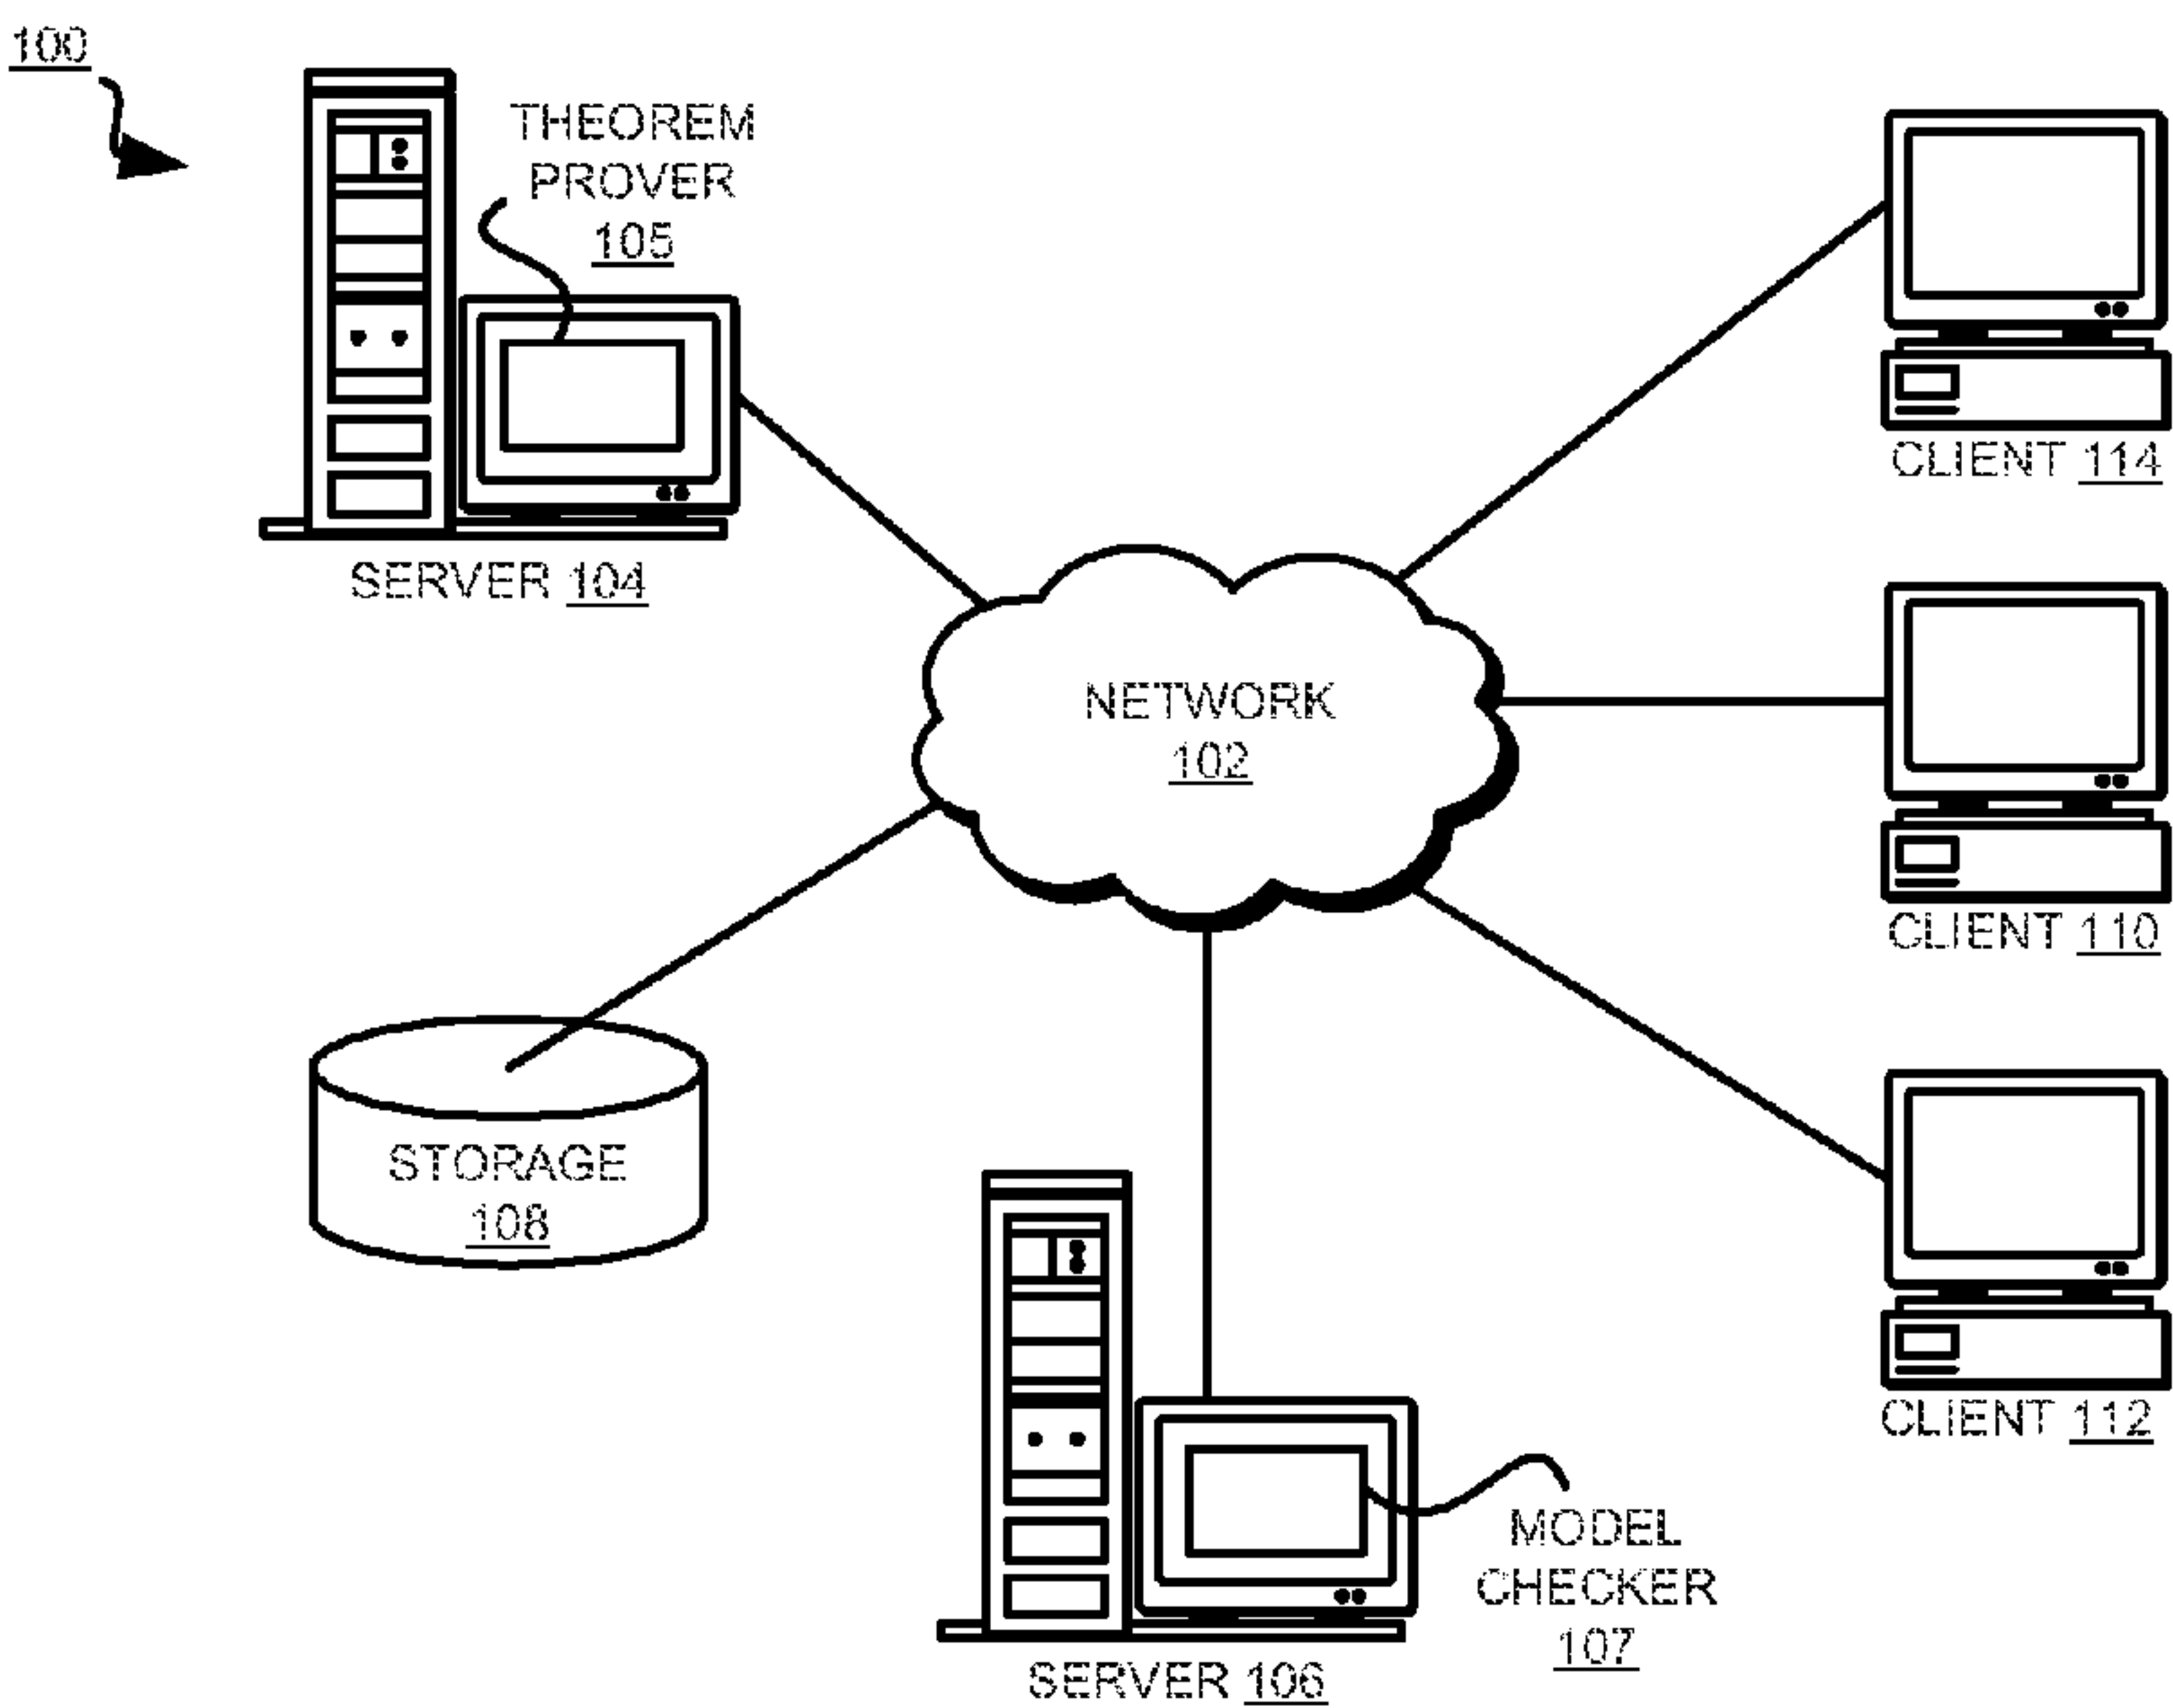 100
THEOREM
PROVER
105
SERVER 104
CLIENT 114
NETWORK
102
CLIENT 110
STORAGE
108
CLIENT 112
MODEL
CHECKER
107
SERVER 106